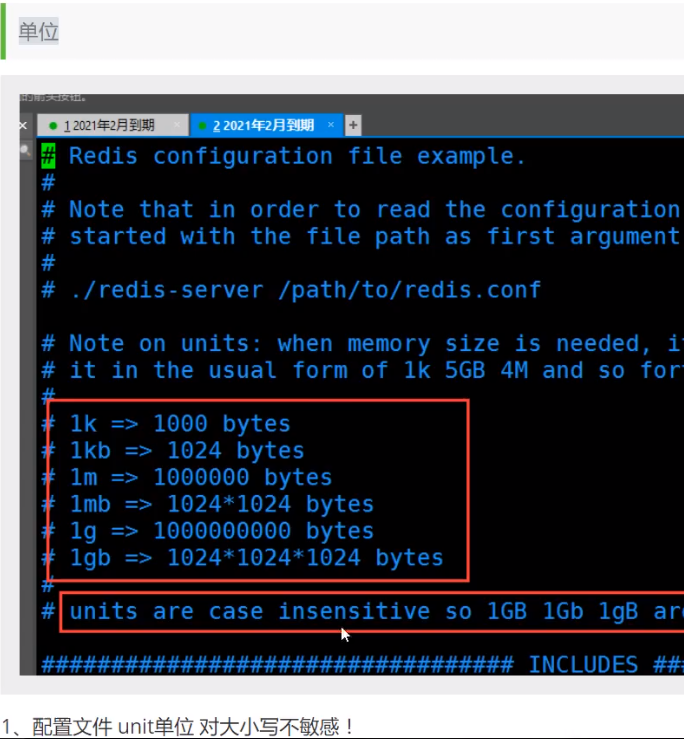 单位
的前关按钮。
1 2021年2月到期 × 2 2021年2月到期 × +
# Redis configuration file example.
#
# Note that in order to read the configuration
# started with the file path as first argument
#
# ./redis-server /path/to/redis.conf
# Note on units: when memory size is needed, it
# it in the usual form of 1k 5GB 4M and so fort
#
# 1k => 1000 bytes
# 1kb => 1024 bytes
# 1m => 1000000 bytes
# 1mb => 1024*1024 bytes
# 1g => 1000000000 bytes
# 1gb => 1024*1024*1024 bytes
#
# units are case insensitive so 1GB 1Gb 1gB are
################################## INCLUDES ###
1、配置文件 unit单位 对大小写不敏感！